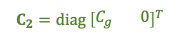 𝐂₂ = diag [C_g 0]^T